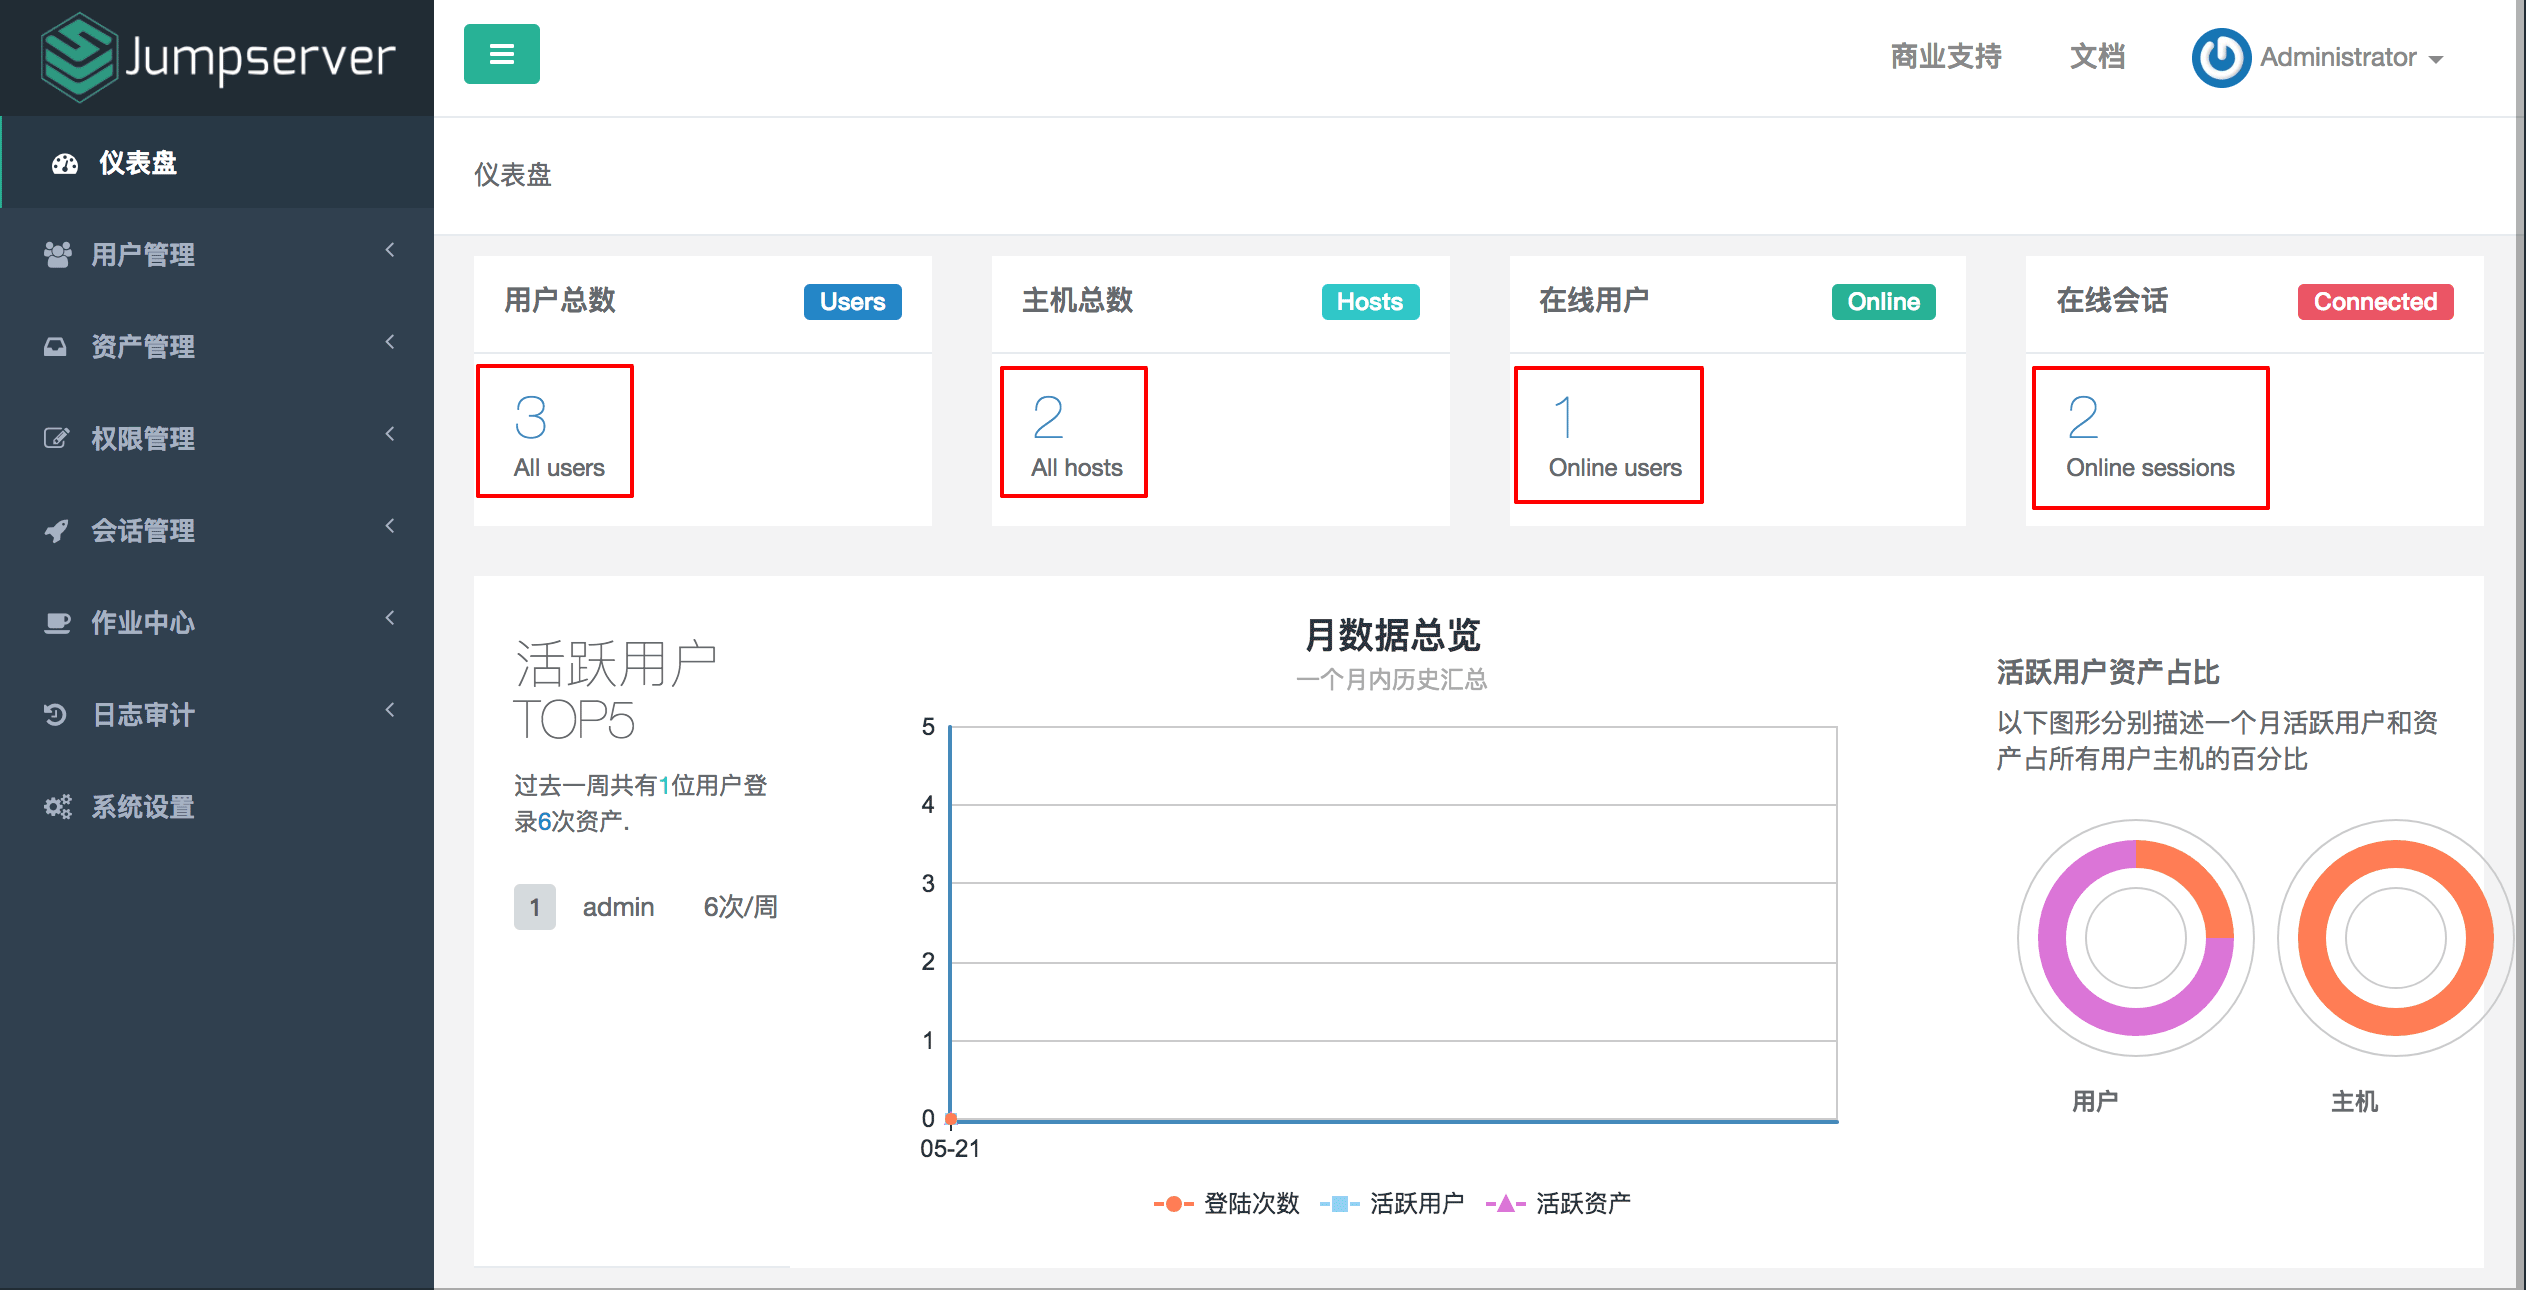 Jumpserver
商业支持
文档
Administrator
仪表盘
用户管理
资产管理
权限管理
会话管理
作业中心
日志审计
系统设置
仪表盘
用户总数
Users
3
All users
主机总数
Hosts
2
All hosts
在线用户
Online
1
Online users
在线会话
Connected
2
Online sessions
活跃用户
TOP5
过去一周共有1位用户登
录6次资产.
1 admin 6次/周
月数据总览
一个月内历史汇总
5
4
3
2
1
0
05-21
登陆次数 活跃用户 活跃资产
活跃用户资产占比
以下图形分别描述一个月活跃用户和资
产占所有用户主机的百分比
用户
主机